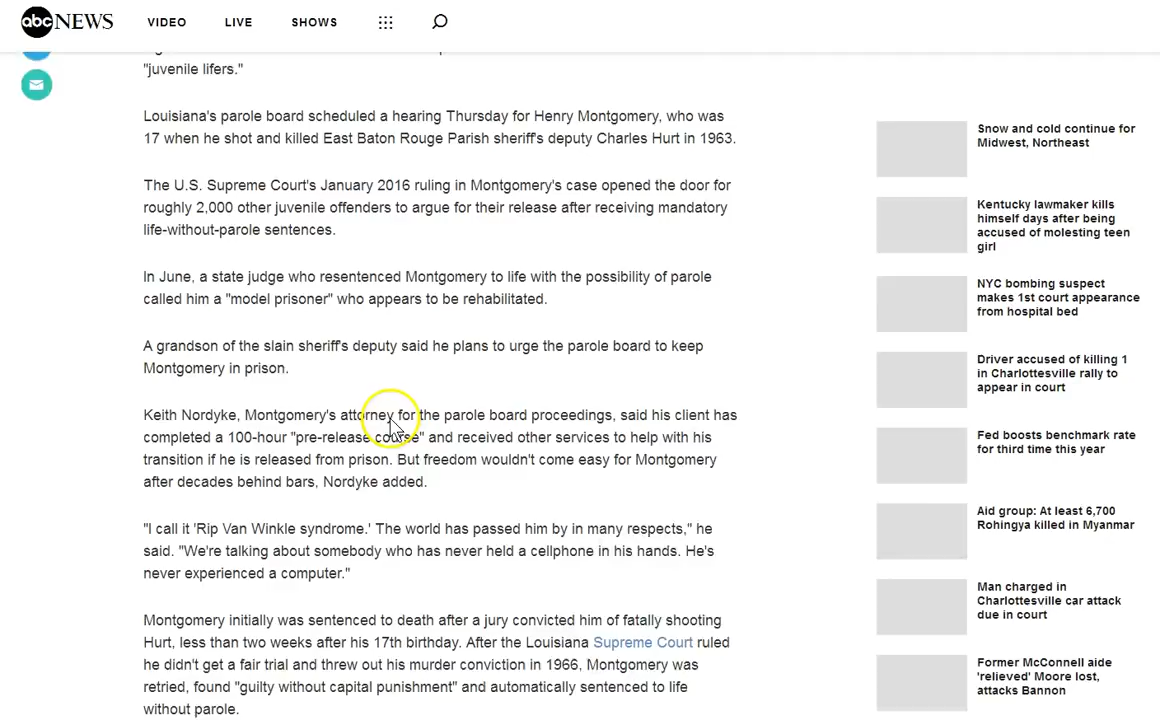 abc NEWS VIDEO LIVE SHOWS
"juvenile lifers."
Louisiana's parole board scheduled a hearing Thursday for Henry Montgomery, who was
17 when he shot and killed East Baton Rouge Parish sheriff's deputy Charles Hurt in 1963.
The U.S. Supreme Court's January 2016 ruling in Montgomery's case opened the door for
roughly 2,000 other juvenile offenders to argue for their release after receiving mandatory
life-without-parole sentences.
In June, a state judge who resentenced Montgomery to life with the possibility of parole
called him a "model prisoner" who appears to be rehabilitated.
A grandson of the slain sheriff's deputy said he plans to urge the parole board to keep
Montgomery in prison.
Keith Nordyke, Montgomery's attorney for the parole board proceedings, said his client has
completed a 100-hour "pre-release course" and received other services to help with his
transition if he is released from prison. But freedom wouldn't come easy for Montgomery
after decades behind bars, Nordyke added.
"I call it 'Rip Van Winkle syndrome.' The world has passed him by in many respects," he
said. "We're talking about somebody who has never held a cellphone in his hands. He's
never experienced a computer."
Montgomery initially was sentenced to death after a jury convicted him of fatally shooting
Hurt, less than two weeks after his 17th birthday. After the Louisiana Supreme Court ruled
he didn't get a fair trial and threw out his murder conviction in 1966, Montgomery was
retried, found "guilty without capital punishment" and automatically sentenced to life
without parole.
Snow and cold continue for
Midwest, Northeast
Kentucky lawmaker kills
himself days after being
accused of molesting teen
girl
NYC bombing suspect
makes 1st court appearance
from hospital bed
Driver accused of killing 1
in Charlottesville rally to
appear in court
Fed boosts benchmark rate
for third time this year
Aid group: At least 6,700
Rohingya killed in Myanmar
Man charged in
Charlottesville car attack
due in court
Former McConnell aide
'relieved' Moore lost,
attacks Bannon